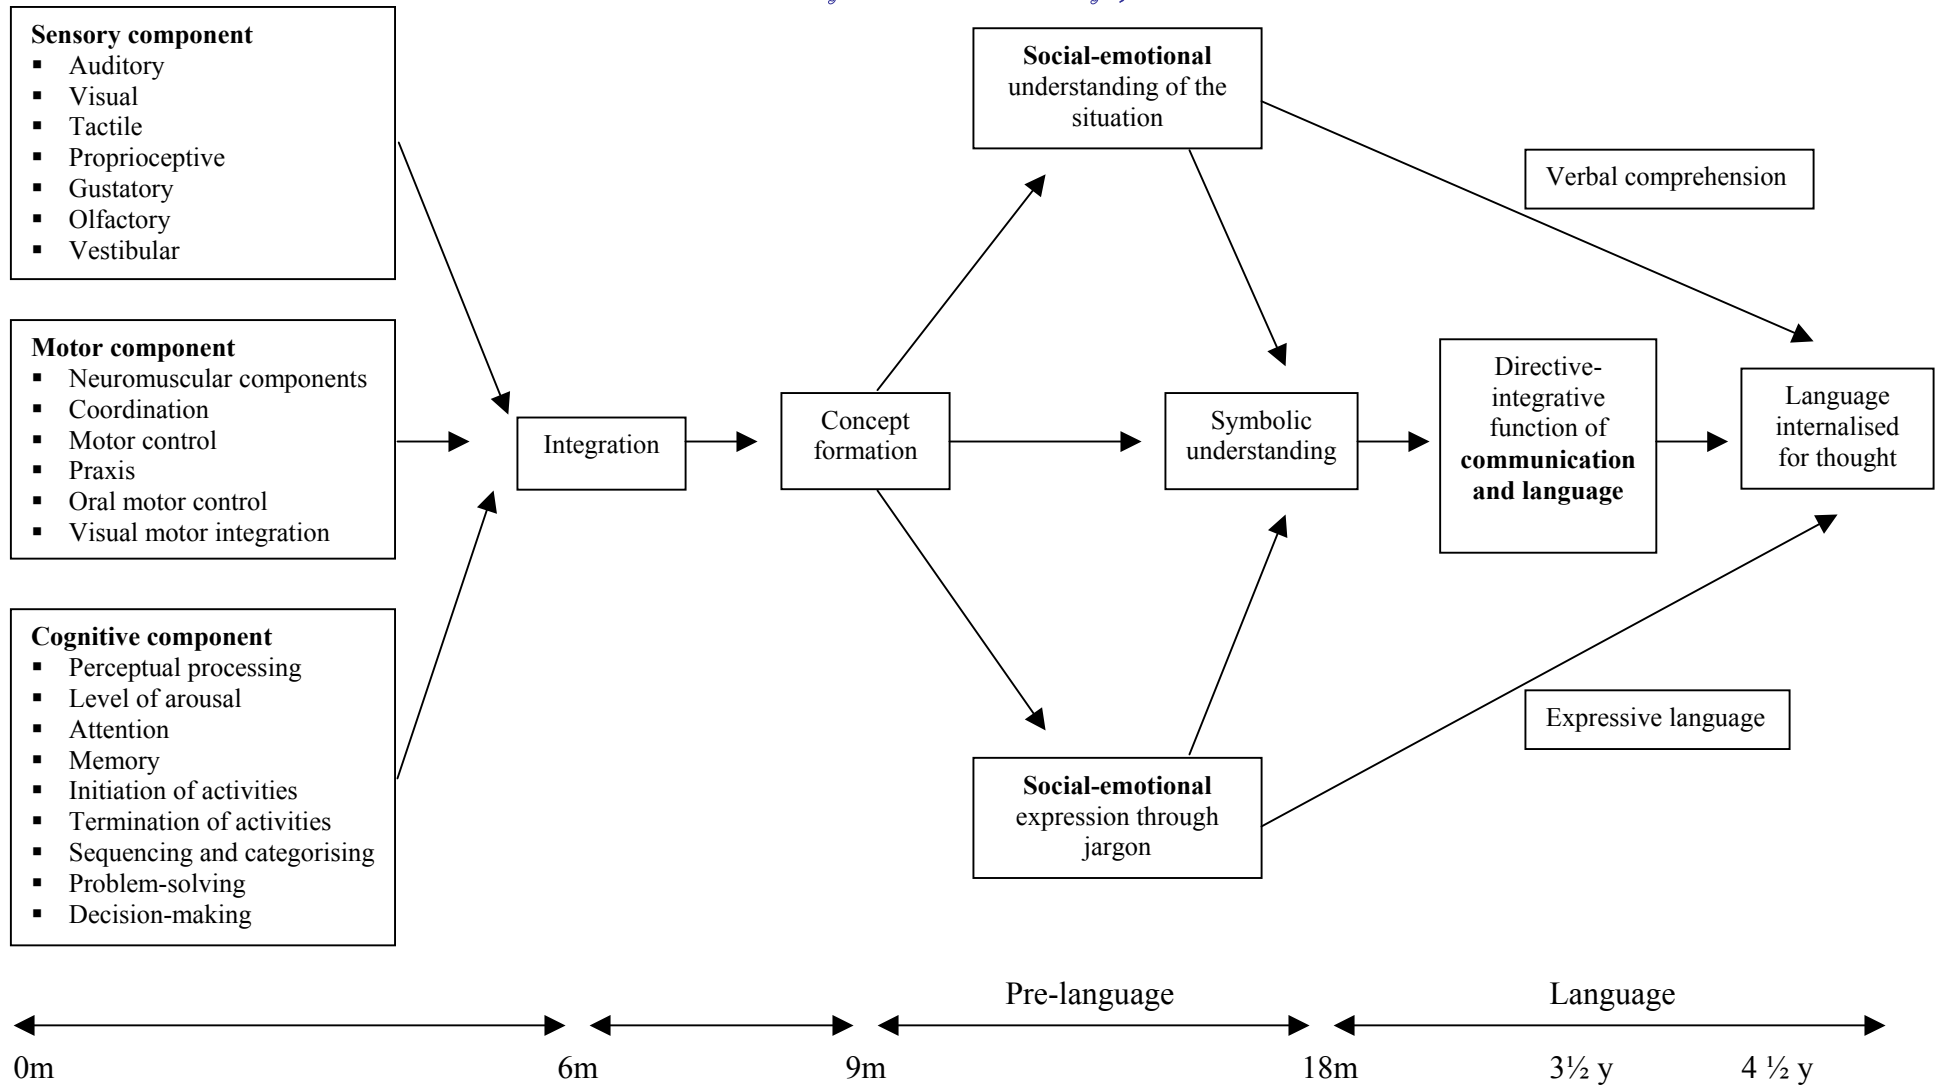 Sensory component
▪ Auditory
▪ Visual
▪ Tactile
▪ Proprioceptive
▪ Gustatory
▪ Olfactory
▪ Vestibular
Motor component
▪ Neuromuscular components
▪ Coordination
▪ Motor control
▪ Praxis
▪ Oral motor control
▪ Visual motor integration
Cognitive component
▪ Perceptual processing
▪ Level of arousal
▪ Attention
▪ Memory
▪ Initiation of activities
▪ Termination of activities
▪ Sequencing and categorising
▪ Problem-solving
▪ Decision-making
Integration
Concept
formation
Social-emotional
understanding of the
situation
Social-emotional
expression through
jargon
Symbolic
understanding
Verbal comprehension
Directive-
integrative
function of
communication
and language
Expressive language
Language
internalised
for thought
Pre-language
Language
0m
6m
9m
18m
3½ y
4 ½ y